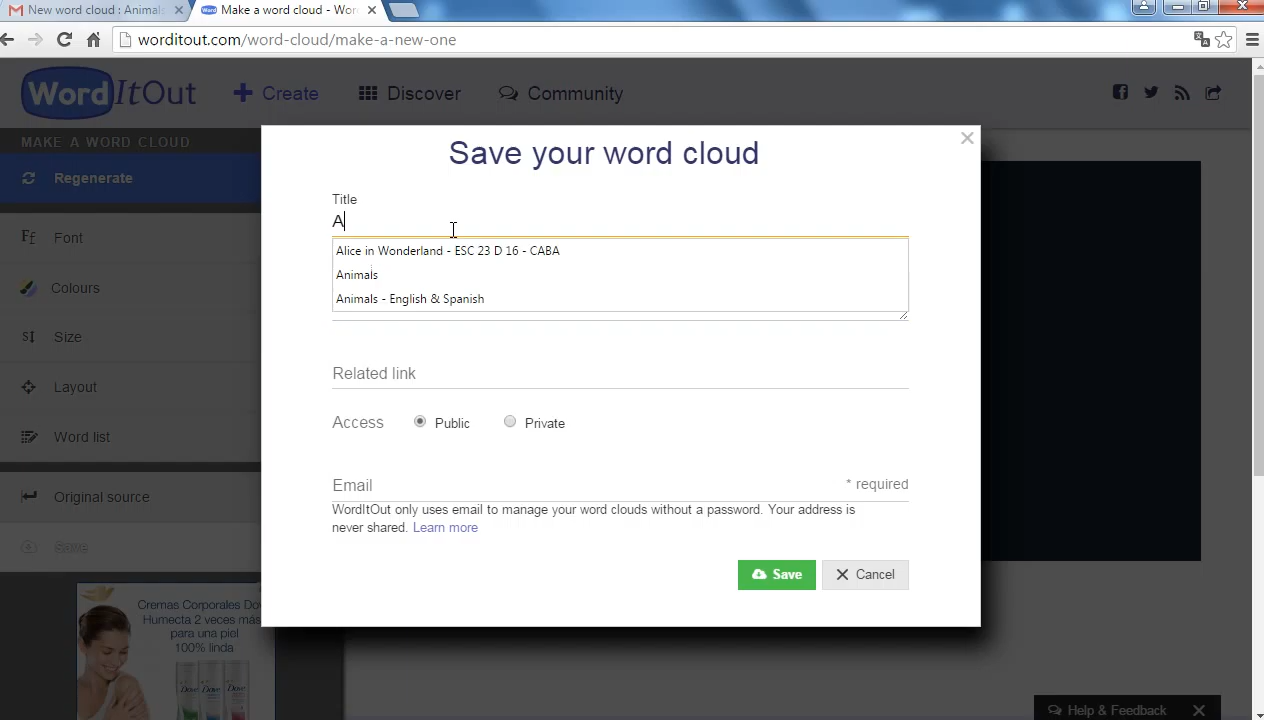 New word cloud : Animal
Make a word cloud - Wor
worditout.com/word-cloud/make-a-new-one
WordItOut
Create
Discover
Community
MAKE A WORD CLOUD
Regenerate
Font
Colours
Size
Layout
Word list
Original source
Save
Save your word cloud
Title
A
Alice in Wonderland - ESC 23 D 16 - CABA
Animals
Animals - English & Spanish
Related link
Access
Public
Private
Email
* required
WordItOut only uses email to manage your word clouds without a password. Your address is
never shared. Learn more
Save
Cancel
Cremas Corporales Do
Humecta 2 veces más
para una piel
100% linda
Dove
Dove
Help & Feedback